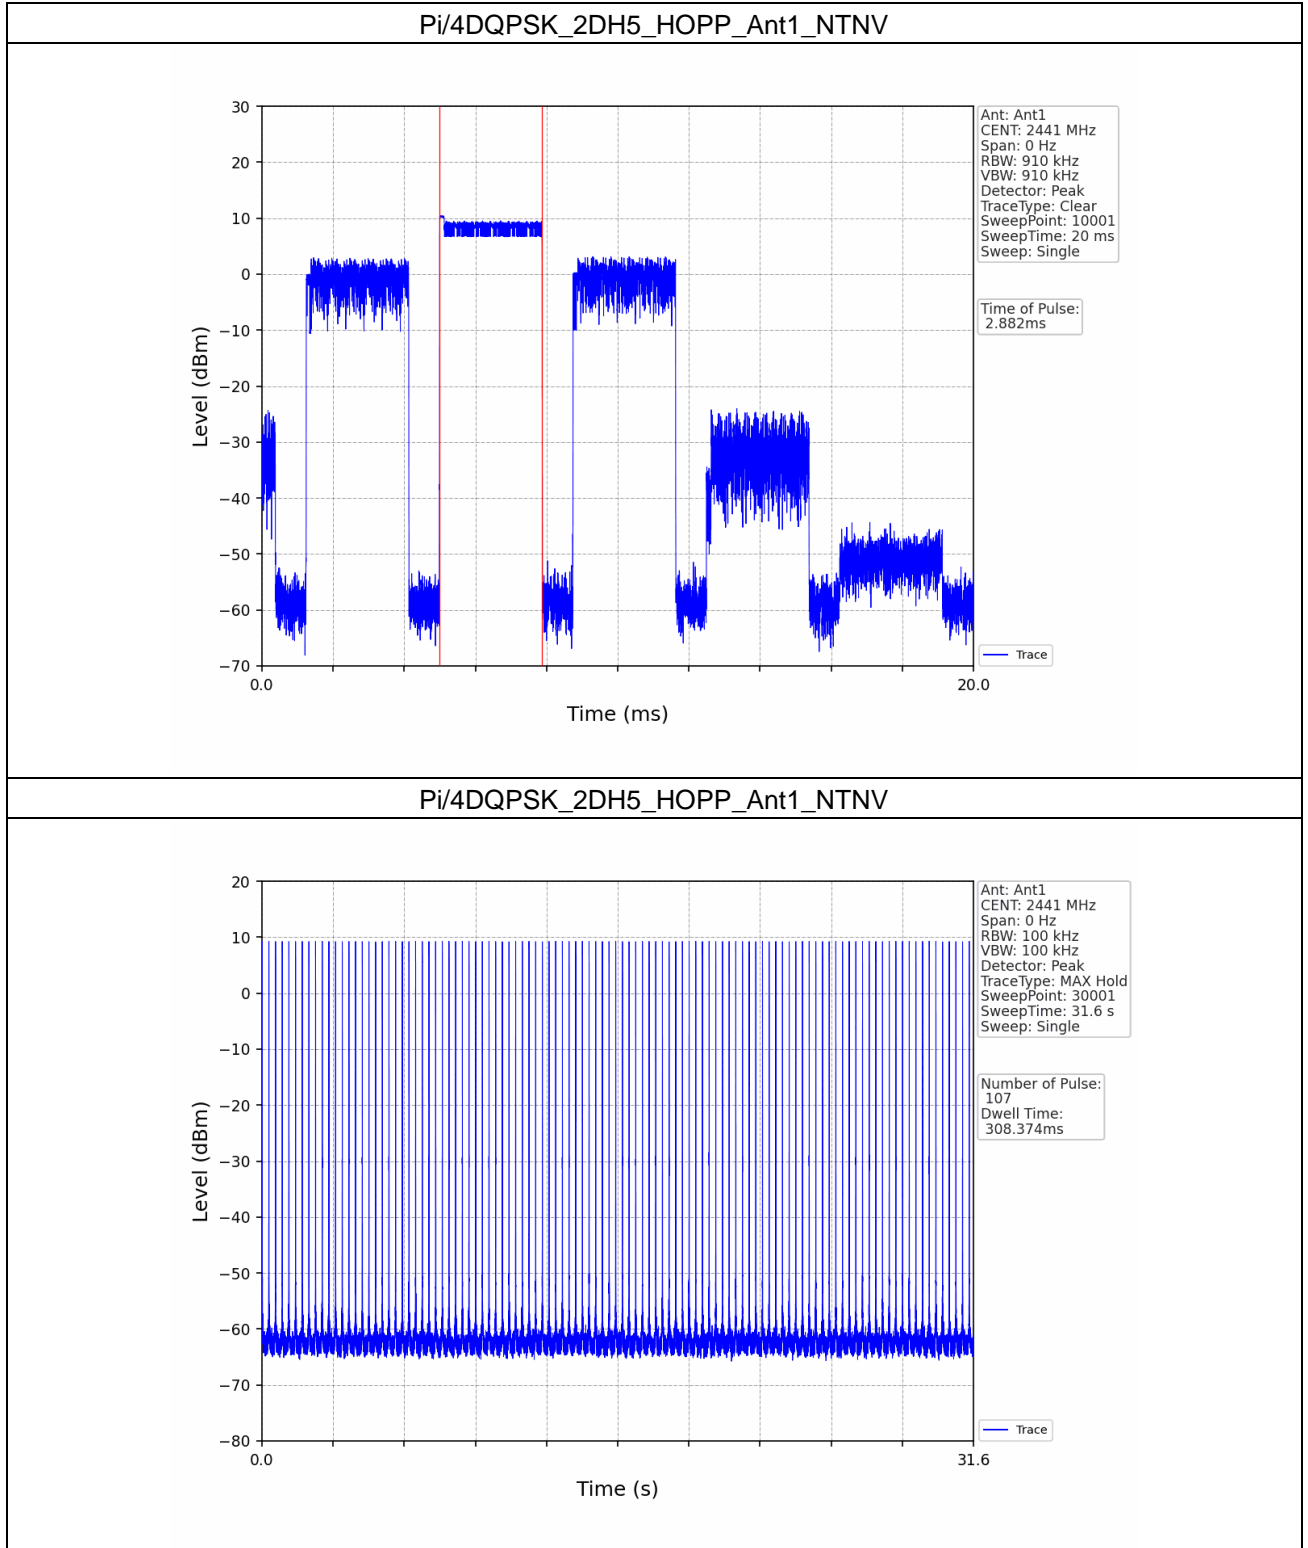 Pi/4DQPSK_2DH5_HOPP_Ant1_NTNV
30
20
10
0
−10
−20
−30
−40
−50
−60
−70
Level (dBm)
0.0
20.0
Time (ms)
Ant: Ant1
CENT: 2441 MHz
Span: 0 Hz
RBW: 910 kHz
VBW: 910 kHz
Detector: Peak
TraceType: Clear
SweepPoint: 10001
SweepTime: 20 ms
Sweep: Single
Time of Pulse:
2.882ms
Trace
Pi/4DQPSK_2DH5_HOPP_Ant1_NTNV
20
10
0
−10
−20
−30
−40
−50
−60
−70
−80
Level (dBm)
0.0
31.6
Time (s)
Ant: Ant1
CENT: 2441 MHz
Span: 0 Hz
RBW: 100 kHz
VBW: 100 kHz
Detector: Peak
TraceType: MAX Hold
SweepPoint: 30001
SweepTime: 31.6 s
Sweep: Single
Number of Pulse:
107
Dwell Time:
308.374ms
Trace